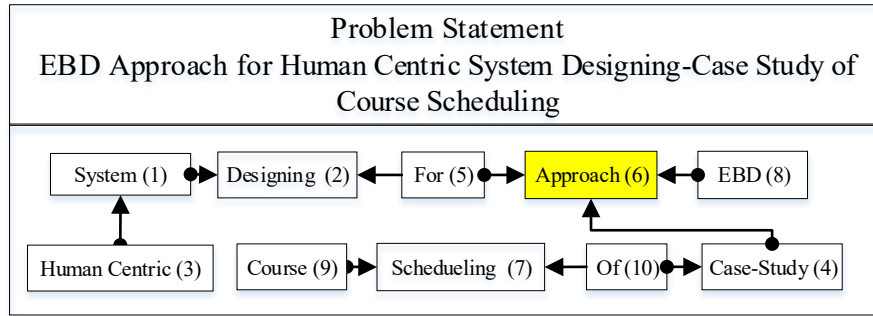 Problem Statement
EBD Approach for Human Centric System Designing-Case Study of
Course Scheduling
System (1) Designing (2) For (5) Approach (6) EBD (8)
Human Centric (3) Course (9) Schedueling (7) Of (10) Case-Study (4)